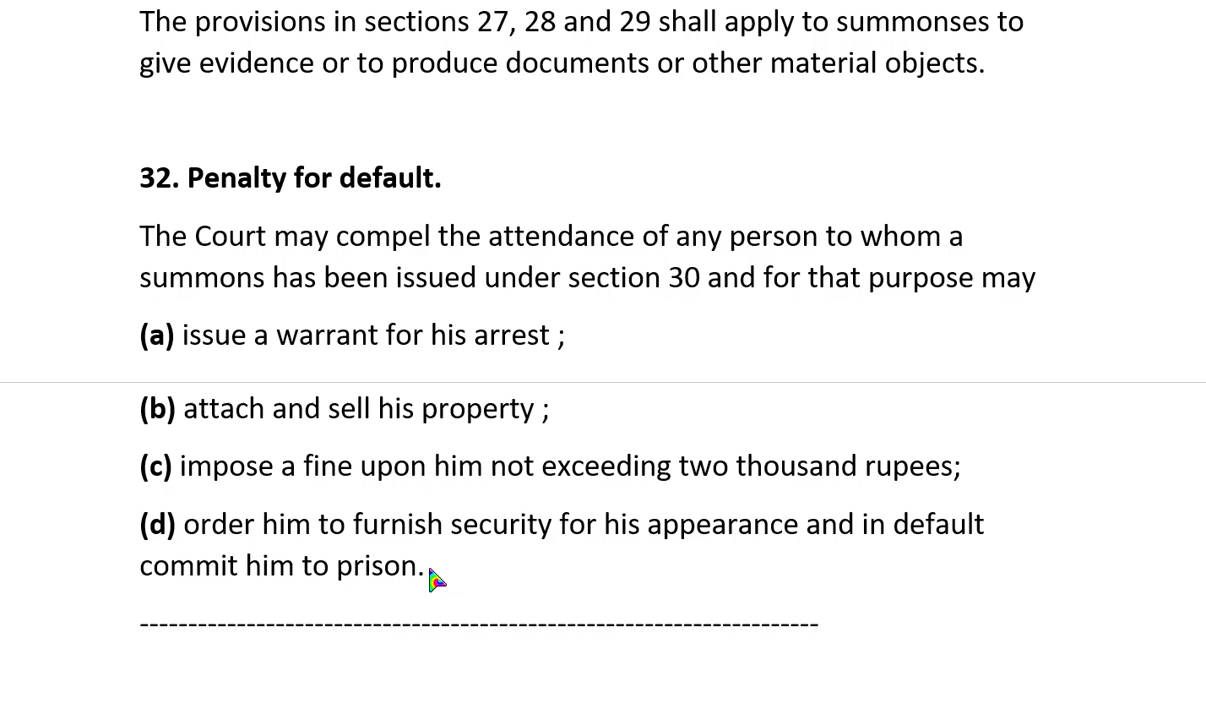 The provisions in sections 27, 28 and 29 shall apply to summonses to
give evidence or to produce documents or other material objects.
32. Penalty for default.
The Court may compel the attendance of any person to whom a
summons has been issued under section 30 and for that purpose may
(a) issue a warrant for his arrest ;
(b) attach and sell his property ;
(c) impose a fine upon him not exceeding two thousand rupees;
(d) order him to furnish security for his appearance and in default
commit him to prison.
----------------------------------------------------------------------